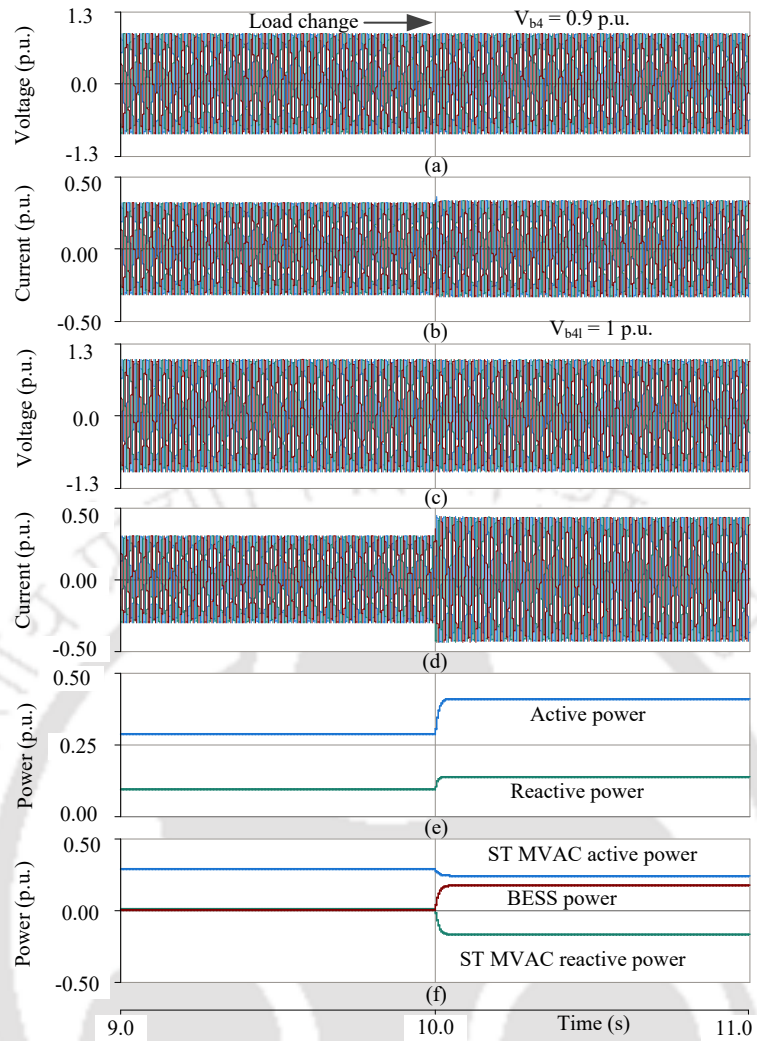 1.3
Load change
V_b4 = 0.9 p.u.
Voltage (p.u.)
0.0
-1.3
(a)
0.50
Current (p.u.)
0.00
-0.50
(b)
V_b4l = 1 p.u.
1.3
Voltage (p.u.)
0.0
-1.3
(c)
0.50
Current (p.u.)
0.00
-0.50
(d)
0.50
Power (p.u.)
Active power
0.25
Reactive power
0.00
(e)
0.50
Power (p.u.)
ST MVAC active power
BESS power
0.00
ST MVAC reactive power
-0.50
(f)
9.0
10.0
Time (s)
11.0